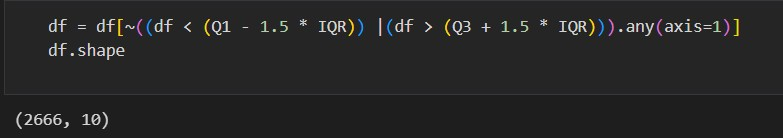 df = df[~((df < (Q1 - 1.5 * IQR)) |(df > (Q3 + 1.5 * IQR))).any(axis=1)]
df.shape
(2666, 10)